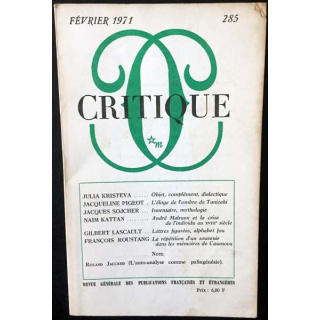 FÉVRIER 1971 285
CRITIQUE
m
JULIA KRISTEVA .... Objet, complément, dialectique
JACQUELINE PIGEOT . L'éloge de l'ombre de Tanizaki
JACQUES SOJCHER ... Inventaire, mythologie
NAIM KATTAN ..... André Malraux et la crise
de l'individu au XVIIIe siècle
GILBERT LASCAULT .. Lettres figurées, alphabet fou
FRANÇOIS ROUSTANG La répétition d'un souvenir
dans les mémoires de Casanova
Note
ROLAND JACCARD (L'auto-analyse comme palingénésie).
REVUE GÉNÉRALE DES PUBLICATIONS FRANÇAISES ET ÉTRANGÈRES
Prix : 6,00 F